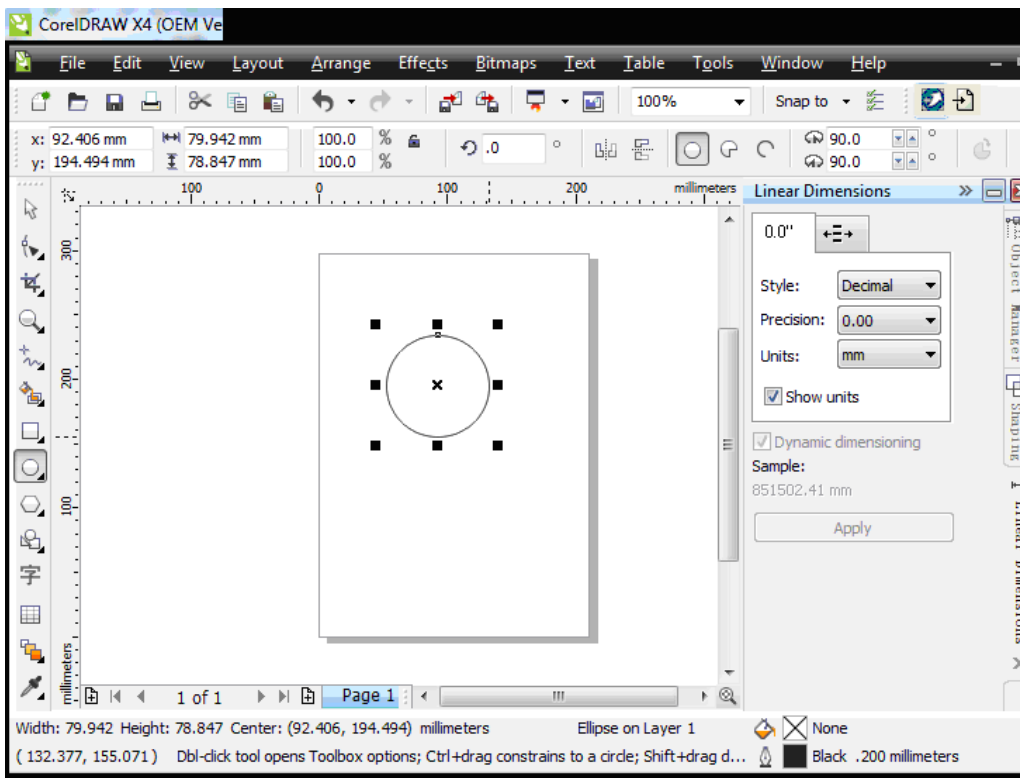 CorelDRAW X4 (OEM Ve
File Edit View Layout Arrange Effects Bitmaps Text Table Tools Window Help
100% Snap to
x: 92.406 mm 79.942 mm 100.0 % .0 ° 90.0 °
y: 194.494 mm 78.847 mm 100.0 % 90.0 °
100 0 100 200 millimeters
300
200
100
millimeters
字
Linear Dimensions
0.0"
Style: Decimal
Precision: 0.00
Units: mm
Show units
Dynamic dimensioning
Sample:
851502.41 mm
Apply
Object Manager
Shaping
Linear Dimensions
1 of 1 Page 1
Width: 79.942 Height: 78.847 Center: (92.406, 194.494) millimeters Ellipse on Layer 1 None
( 132.377, 155.071 ) Dbl-click tool opens Toolbox options; Ctrl+drag constrains to a circle; Shift+drag d... Black .200 millimeters